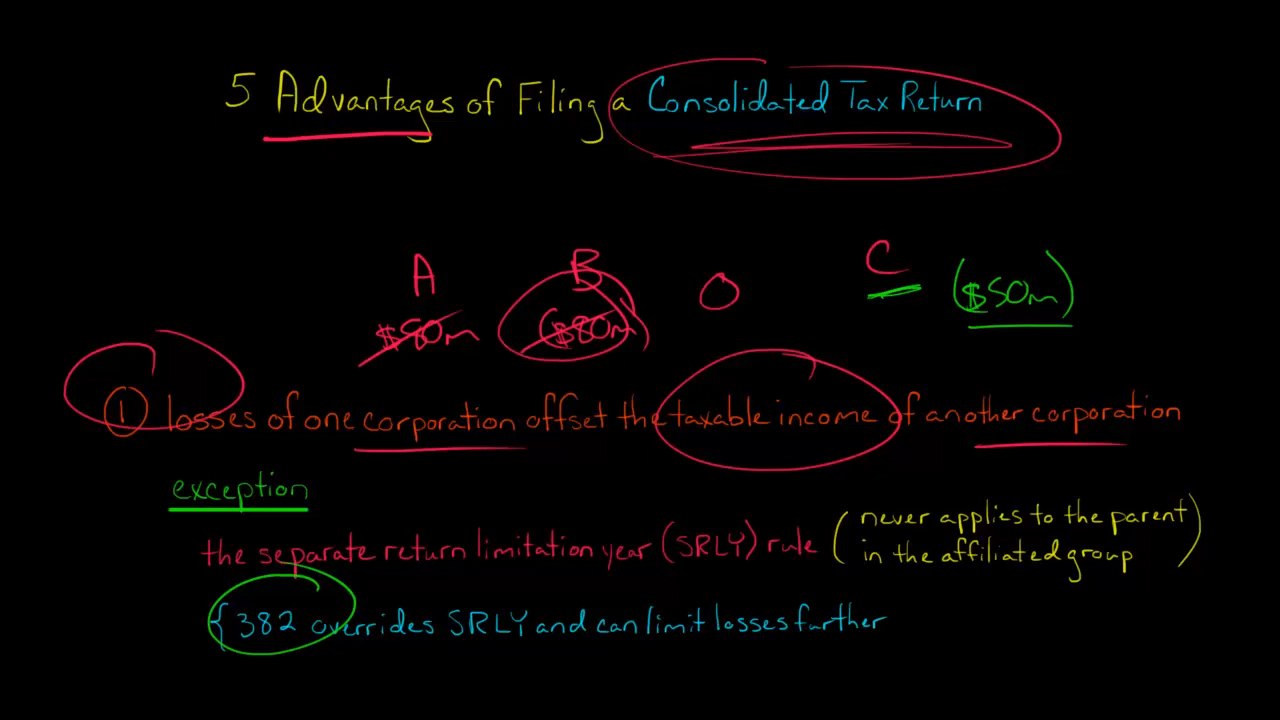 5 Advantages of Filing a Consolidated Tax Return
A B O C ($50m)
$80m ($80m)
① losses of one corporation offset the taxable income of another corporation
exception
the separate return limitation year (SRLY) rule (never applies to the parent
in the affiliated group)
{382 overrides SRLY and can limit losses further